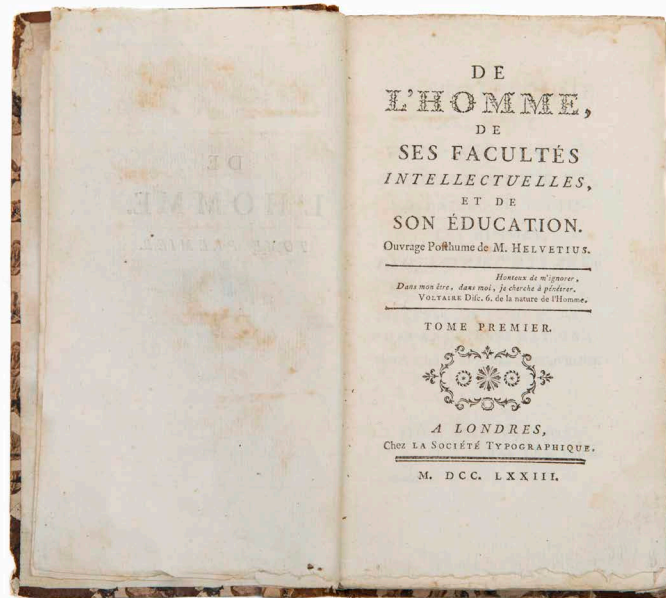 DE
L'HOMME,
DE
SES FACULTÉS
INTELLECTUELLES,
ET DE
SON ÉDUCATION.
Ouvrage Posthume de M. HELVETIUS.
Honteux de m'ignorer,
Dans mon être, dans moi, je cherche à pénétrer.
VOLTAIRE Disc. 6. de la nature de l'Homme.
TOME PREMIER.
A LONDRES,
Chez LA SOCIÉTÉ TYPOGRAPHIQUE.
M. DCC. LXXIII.